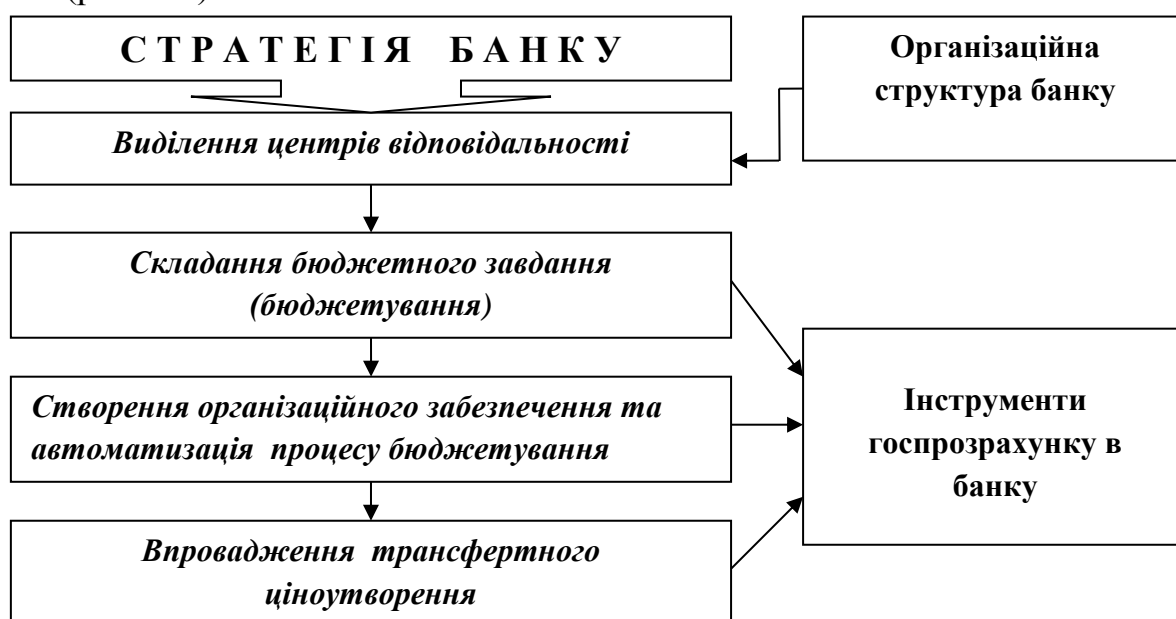 С Т Р А Т Е Г І Я Б А Н К У
Організаційна
структура банку
Виділення центрів відповідальності
Складання бюджетного завдання
(бюджетування)
Створення організаційного забезпечення та
автоматизація процесу бюджетування
Інструменти
госпрозрахунку в
банку
Впровадження трансфертного
ціноутворення